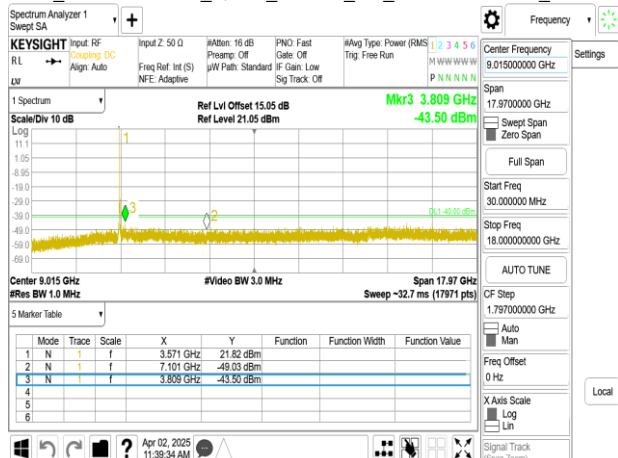 Spectrum Analyzer 1
Swept SA
Frequency
KEYSIGHT
Input: RF
RL
Coupling: DC
Align: Auto
Input Z: 50 Ω
Freq Ref: Int (S)
NFE: Adaptive
#Atten: 16 dB
Preamp: Off
µW Path: Standard
PNO: Fast
Gate: Off
IF Gain: Low
Sig Track: Off
#Avg Type: Power (RMS
Trig: Free Run
1 2 3 4 5 6
M W W W W W
P N N N N N
Settings
Center Frequency
9.015000000 GHz
Span
17.9700000 GHz
Swept Span
Zero Span
Full Span
Start Freq
30.000000 MHz
Stop Freq
18.000000000 GHz
AUTO TUNE
CF Step
1.797000000 GHz
Auto
Man
Freq Offset
0 Hz
X Axis Scale
Log
Lin
Signal Track
Local
1 Spectrum
Scale/Div 10 dB
Ref Lvl Offset 15.05 dB
Ref Level 21.05 dBm
Mkr3 3.809 GHz
-43.50 dBm
Log
11.1
1.05
-8.95
-19.0
-29.0
-39.0
-49.0
-59.0
-69.0
1
3
2
DL1 -40.00 dBm
Center 9.015 GHz
#Res BW 1.0 MHz
#Video BW 3.0 MHz
Span 17.97 GHz
Sweep ~32.7 ms (17971 pts)
5 Marker Table
Mode Trace Scale X Y Function Function Width Function Value
1 N 1 f 3.571 GHz 21.82 dBm
2 N 1 f 7.101 GHz -49.03 dBm
3 N 1 f 3.809 GHz -43.50 dBm
4
5
6
Apr 02, 2025
11:39:34 AM